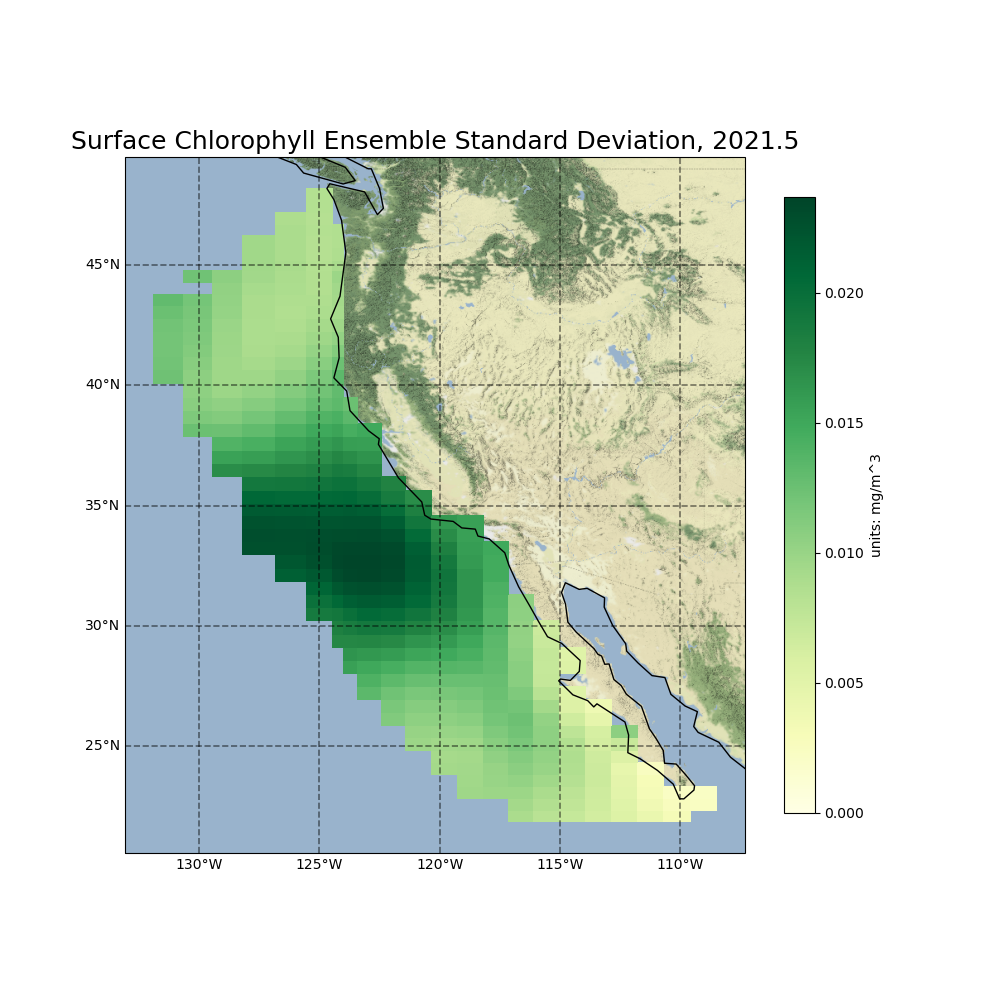 Surface Chlorophyll Ensemble Standard Deviation, 2021.5
45°N
40°N
35°N
30°N
25°N
130°W
125°W
120°W
115°W
110°W
0.020
0.015
0.010
0.005
0.000
units: mg/m^3